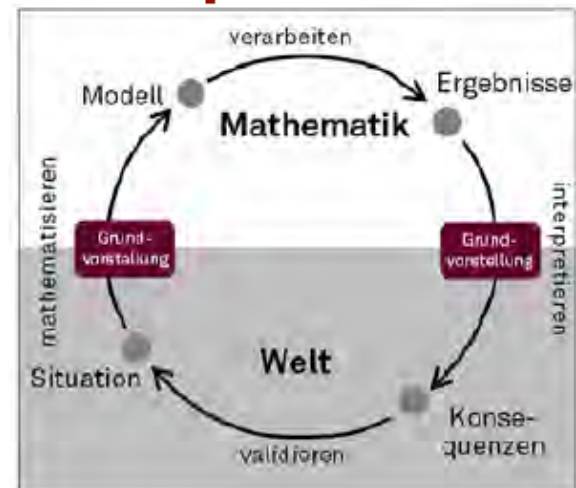 verarbeiten
Modell
Ergebnisse
Mathematik
mathematisieren
Grund-
vorstellung
Grund-
vorstellung
interpretieren
Welt
Situation
Konse-
quenzen
validieren